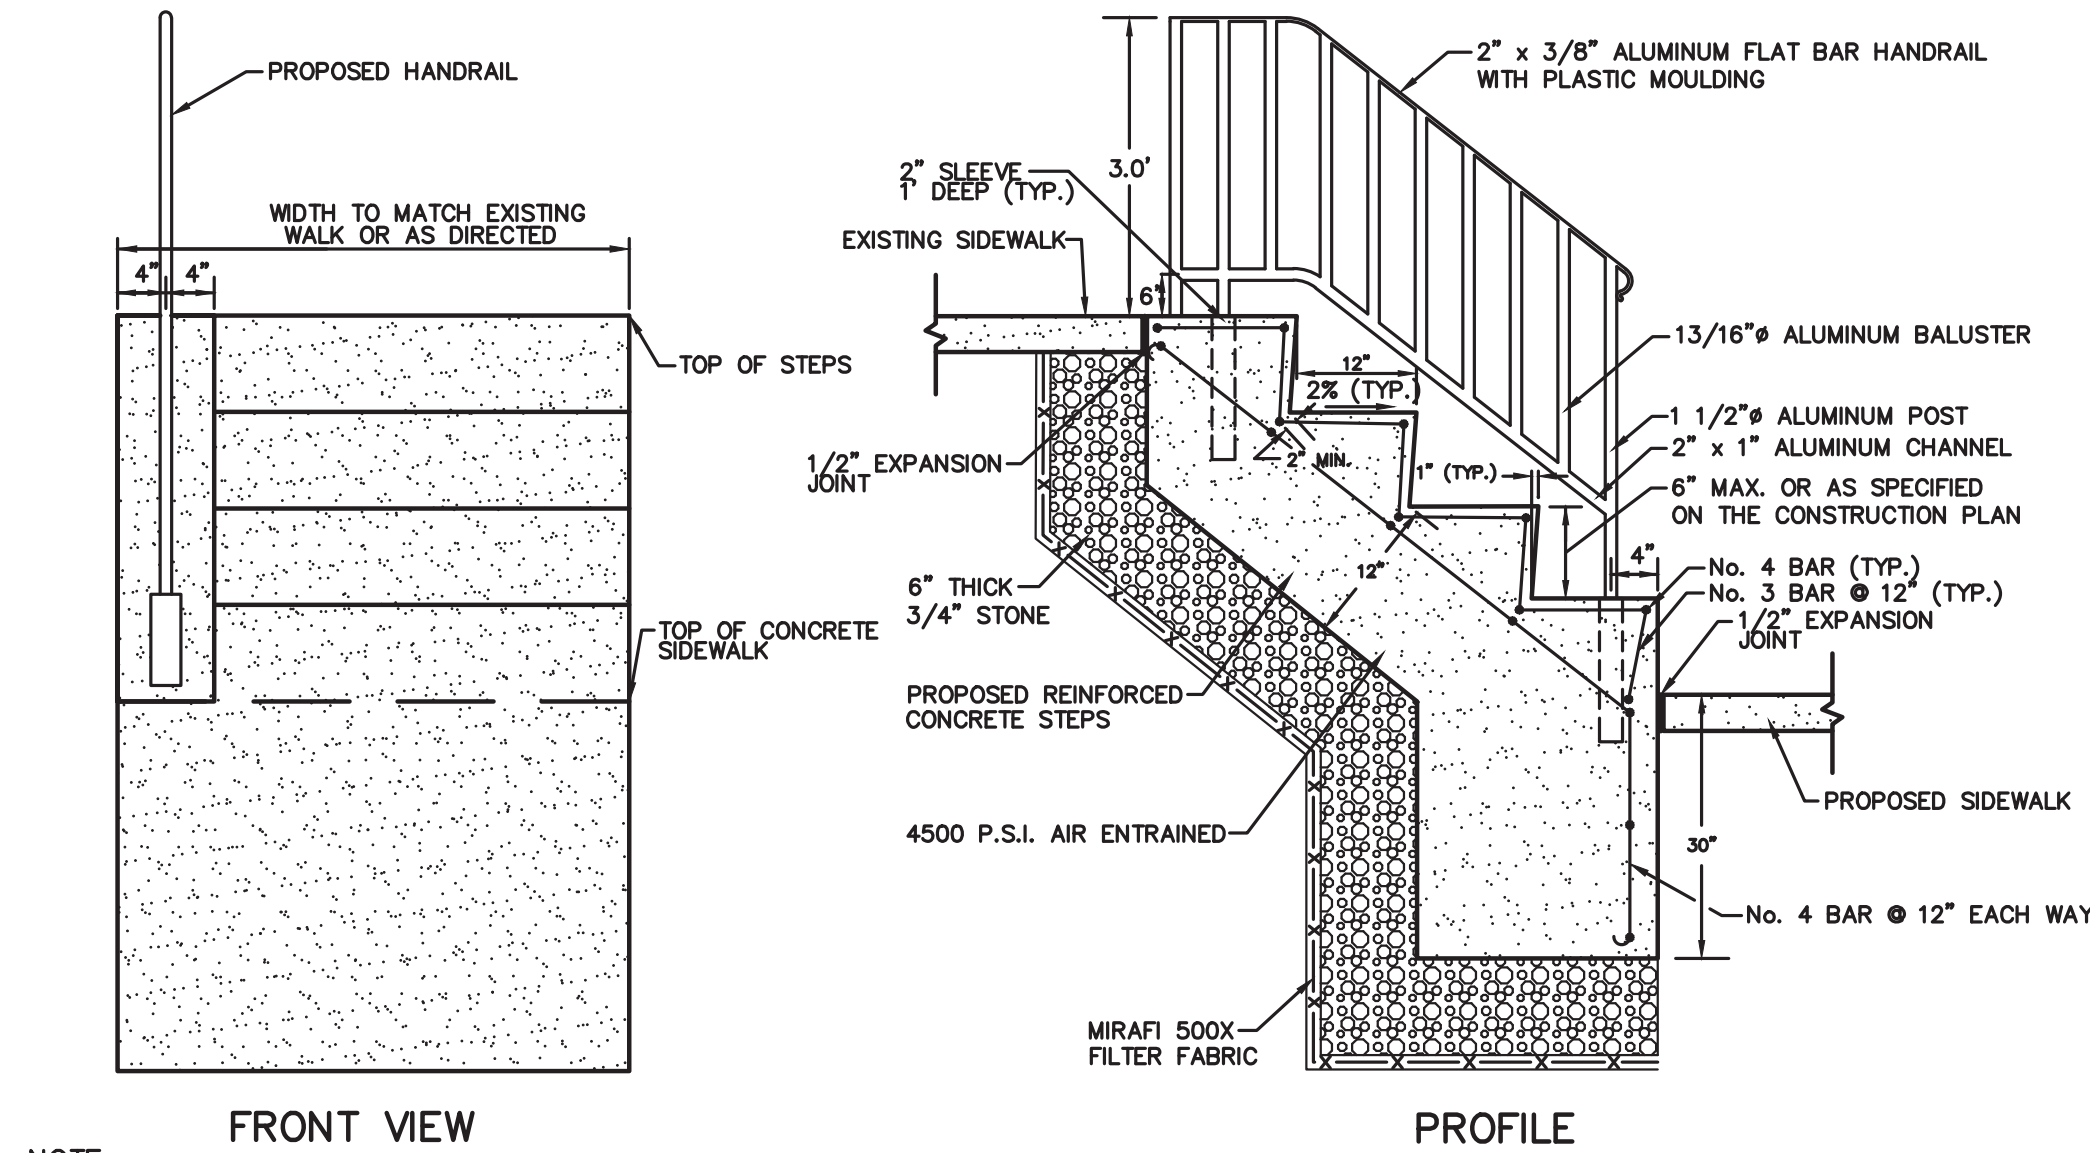 PROPOSED HANDRAIL
WIDTH TO MATCH EXISTING
WALK OR AS DIRECTED
4" 4"
TOP OF STEPS
TOP OF CONCRETE
SIDEWALK
FRONT VIEW
NOTE
2" x 3/8" ALUMINUM FLAT BAR HANDRAIL
WITH PLASTIC MOULDING
3.0'
2" SLEEVE
1' DEEP (TYP.)
EXISTING SIDEWALK
6"
12"
2% (TYP.)
2" MIN.
1" (TYP.)
13/16"ø ALUMINUM BALUSTER
1 1/2"ø ALUMINUM POST
2" x 1" ALUMINUM CHANNEL
6" MAX. OR AS SPECIFIED
ON THE CONSTRUCTION PLAN
4"
No. 4 BAR (TYP.)
No. 3 BAR @ 12" (TYP.)
1/2" EXPANSION
JOINT
1/2" EXPANSION
JOINT
12"
6" THICK
3/4" STONE
PROPOSED REINFORCED
CONCRETE STEPS
4500 P.S.I. AIR ENTRAINED
PROPOSED SIDEWALK
30"
No. 4 BAR @ 12" EACH WAY
MIRAFI 500X
FILTER FABRIC
PROFILE